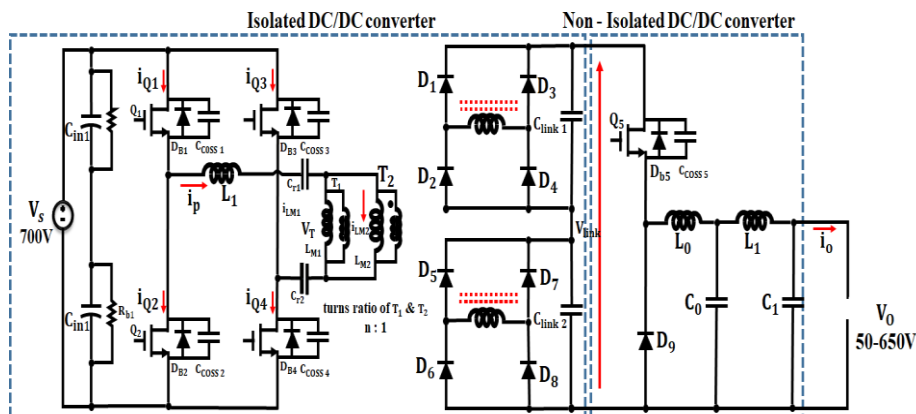 Isolated DC/DC converter
Non - Isolated DC/DC converter
iQ1
iQ3
Q1
DB1
CCOSS 1
DB3
CCOSS 3
Cin1
L1
ip
Cr1
T1
T2
iLM1
VT
iLM2
LM1
LM2
Cr2
VS
700V
Cin1
Rb1
iQ2
iQ4
Q2
DB2
CCOSS 2
DB4
CCOSS 4
turns ratio of T1 & T2
n : 1
D1
D3
D2
D4
Clink 1
Vlink
D5
D7
D6
D8
Clink 2
Q5
Db5
CCOSS 5
L0
L1
io
C0
C1
D9
VO
50-650V